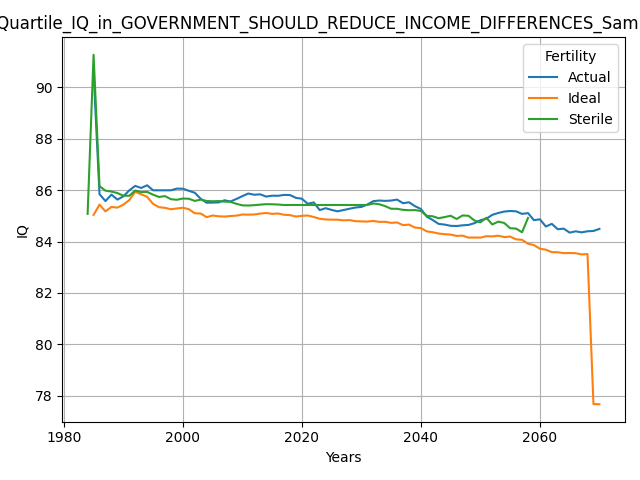 Quartile_IQ_in_GOVERNMENT_SHOULD_REDUCE_INCOME_DIFFERENCES_Sam
Fertility
Actual
Ideal
Sterile
90
88
86
84
82
80
78
IQ
1980 2000 2020 2040 2060
Years